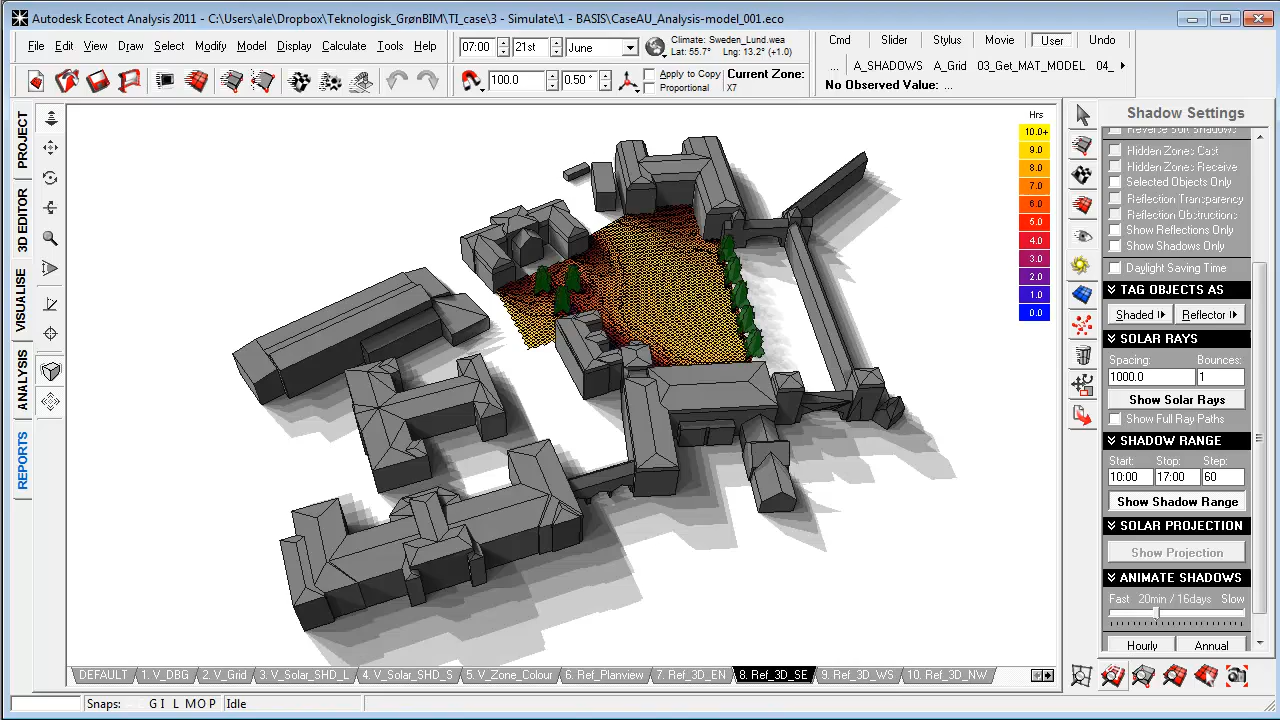 Autodesk Ecotect Analysis 2011 - C:\Users\ale\Dropbox\Teknologisk_GrønBIM\TI_case\3 - Simulate\1 - BASIS\CaseAU_Analysis-model_001.eco
File Edit View Draw Select Modify Model Display Calculate Tools Help
07:00 21st June
Climate: Sweden_Lund.wea
Lat: 55.7° Lng: 13.2° (+1.0)
Cmd Slider Stylus Movie User Undo
... A_SHADOWS A_Grid 03_Get_MAT_MODEL 04_
No Observed Value: ...
100.0 0.50°
Apply to Copy
Proportional
Current Zone:
X7
PROJECT
3D EDITOR
VISUALISE
ANALYSIS
REPORTS
Hrs
10.0+
9.0
8.0
7.0
6.0
5.0
4.0
3.0
2.0
1.0
0.0
Shadow Settings
Reverse Sort Shadows
Hidden Zones Cast
Hidden Zones Receive
Selected Objects Only
Reflection Transparency
Reflection Obstructions
Show Reflections Only
Show Shadows Only
Daylight Saving Time
TAG OBJECTS AS
Shaded Reflector
SOLAR RAYS
Spacing: Bounces:
1000.0 1
Show Solar Rays
Show Full Ray Paths
SHADOW RANGE
Start: Stop: Step:
10:00 17:00 60
Show Shadow Range
SOLAR PROJECTION
Show Projection
ANIMATE SHADOWS
Fast 20min / 16days Slow
Hourly Annual
DEFAULT 1. V_DBG 2. V_Grid 3. V_Solar_SHD_L 4. V_Solar_SHD_S 5. V_Zone_Colour 6. Ref_Planview 7. Ref_3D_EN 8. Ref_3D_SE 9. Ref_3D_WS 10. Ref_3D_NW
Snaps: G I L M O P Idle